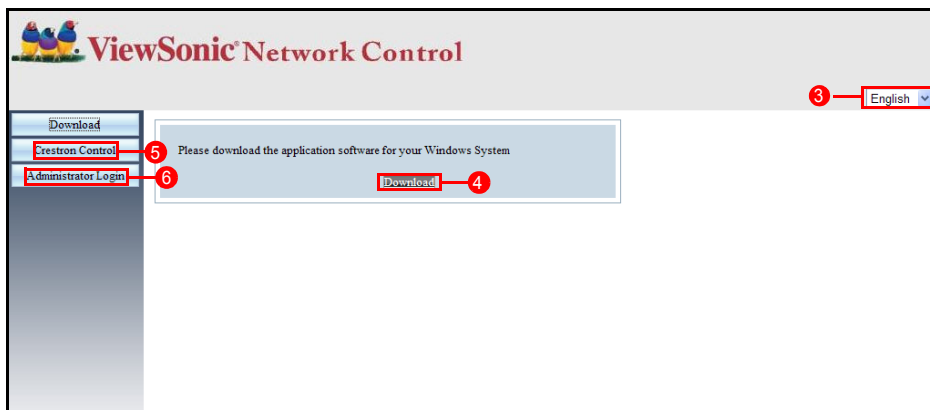 ViewSonic® Network Control
3 English
Download
Crestron Control 5
Administrator Login 6
Please download the application software for your Windows System
Download 4